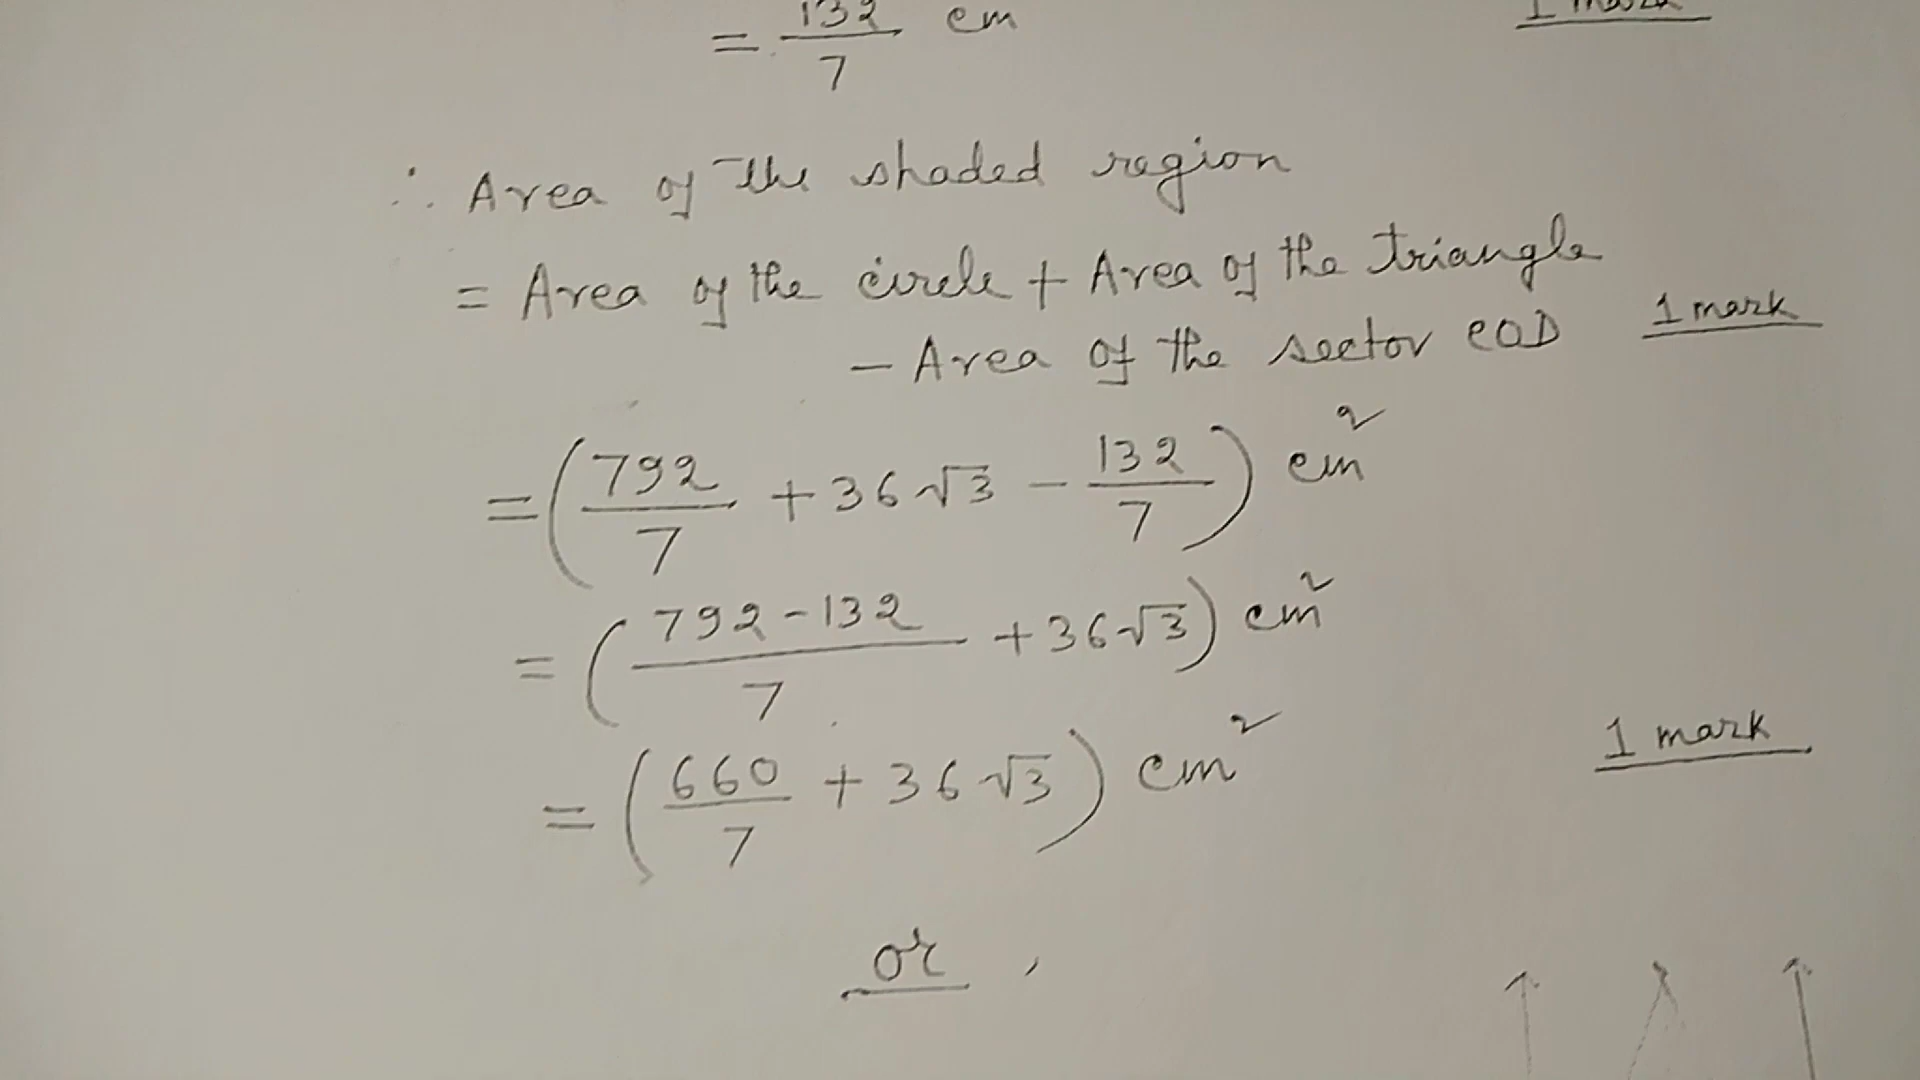 = 132/7 cm
1 mark
∴ Area of the shaded region
= Area of the circle + Area of the triangle
− Area of the sector COD 1 mark
= (792/7 + 36√3 − 132/7) cm²
= ((792 − 132)/7 + 36√3) cm²
= (660/7 + 36√3) cm² 1 mark
or,